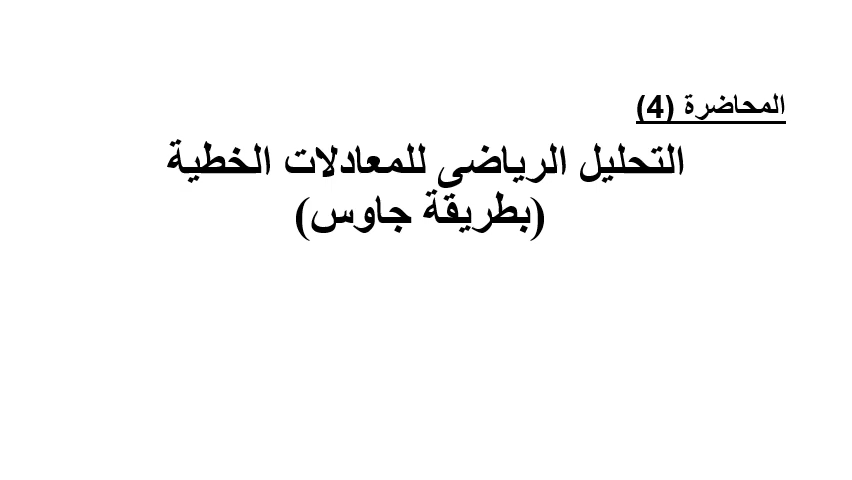 المحاضرة (4)
التحليل الرياضى للمعادلات الخطية
(بطريقة جاوس)